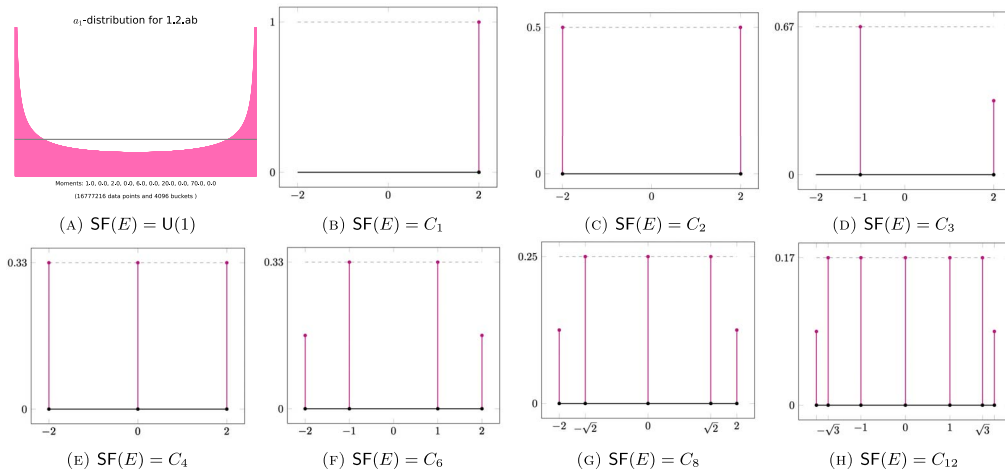 a₁-distribution for 1.2.ab
Moments: 1.0, 0.0, 2.0, 0.0, 6.0, 0.0, 20.0, 0.0, 70.0, 0.0
(16777216 data points and 4096 buckets )
(A) SF(E) = U(1)
1
0
−2 0 2
(B) SF(E) = C₁
0.5
0
−2 0 2
(C) SF(E) = C₂
0.67
0
−2 −1 0 1 2
(D) SF(E) = C₃
0.33
0
−2 0 2
(E) SF(E) = C₄
0.33
0
−2 −1 0 1 2
(F) SF(E) = C₆
0.25
0
−2 −√2 0 √2 2
(G) SF(E) = C₈
0.17
0
−√3 −1 0 1 √3
(H) SF(E) = C₁₂